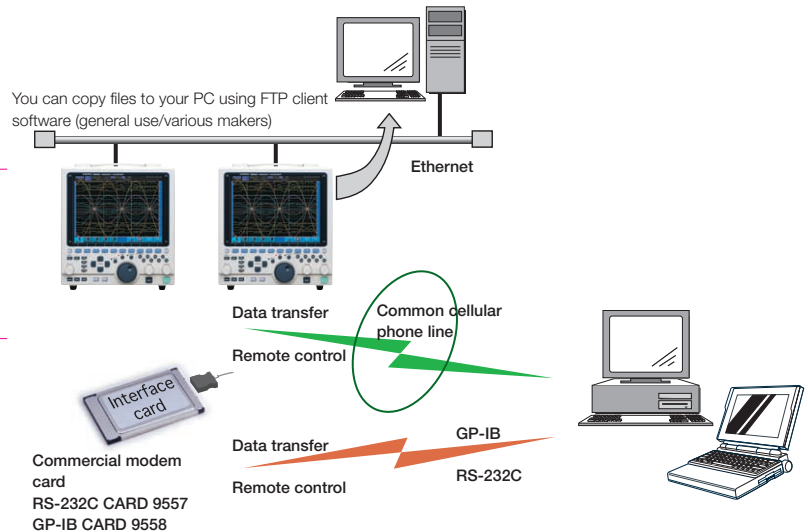 You can copy files to your PC using FTP client
software (general use/various makers)
Ethernet
Data transfer
Common cellular
phone line
Remote control
Interface
card
Commercial modem
card
RS-232C CARD 9557
GP-IB CARD 9558
Data transfer
GP-IB
Remote control
RS-232C